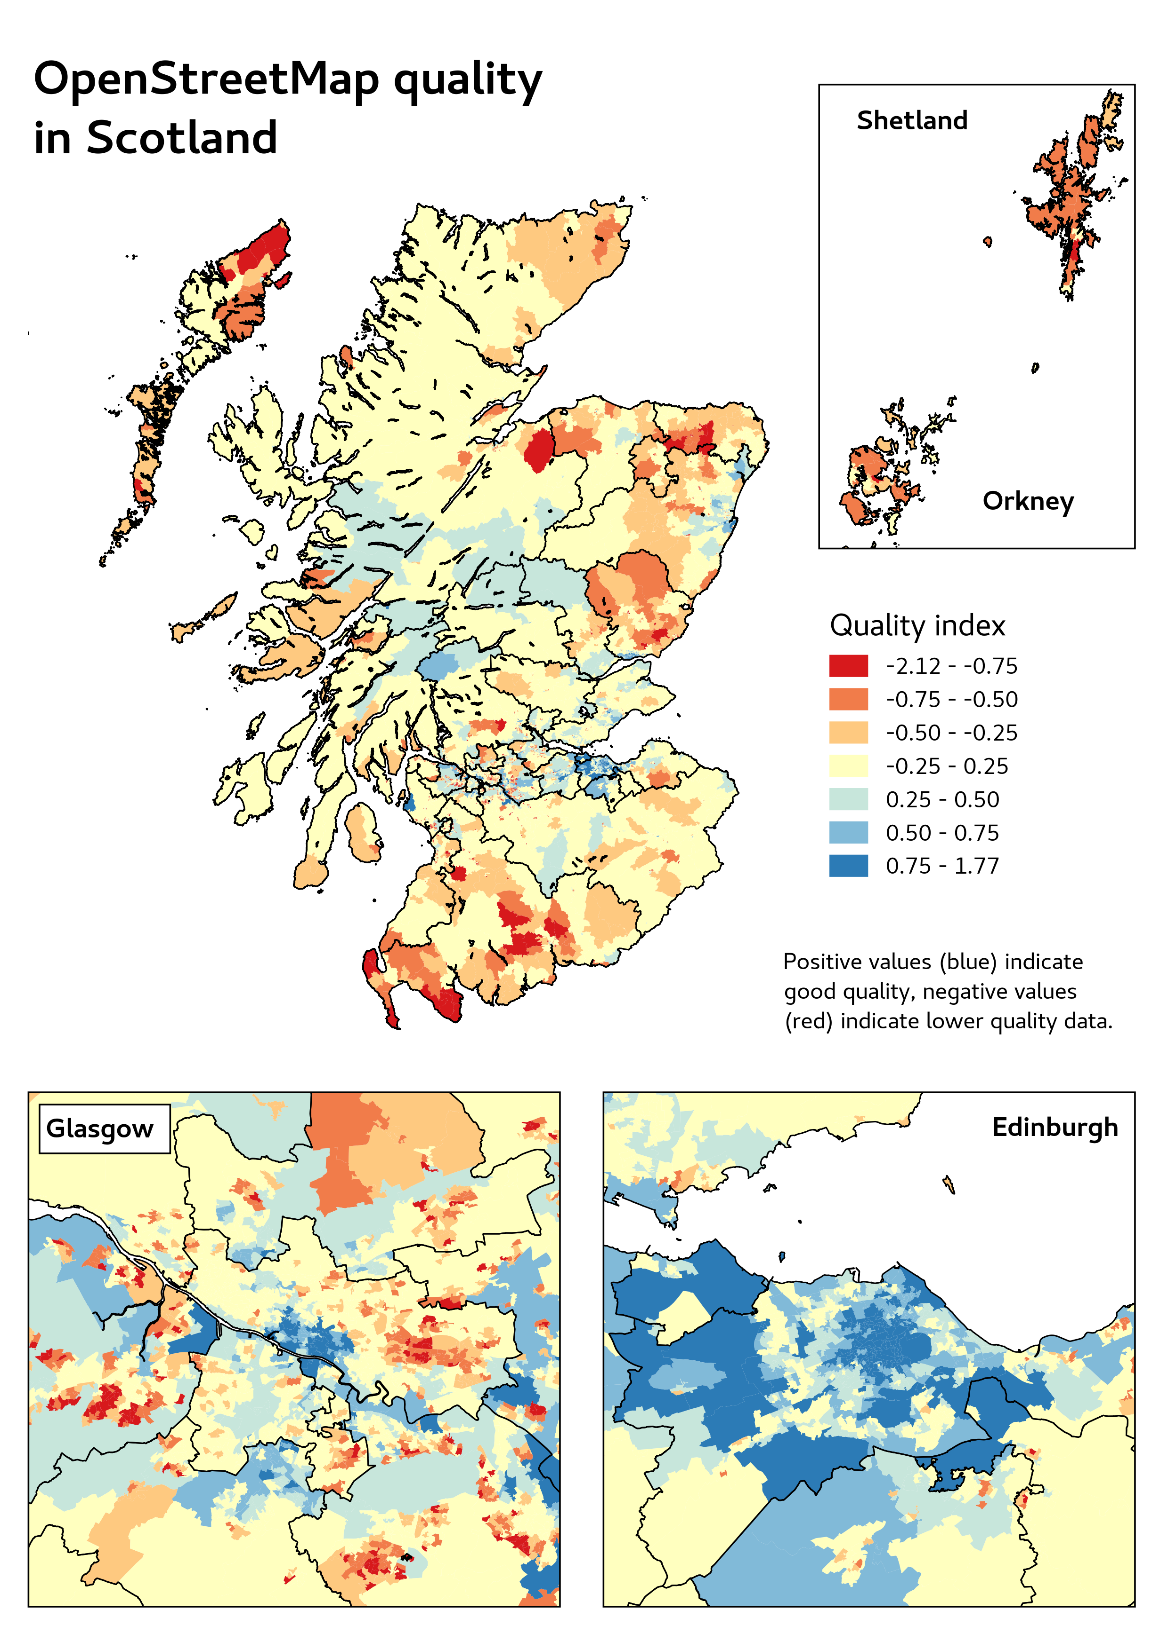 OpenStreetMap quality
in Scotland
Shetland
Orkney
Quality index
-2.12 - -0.75
-0.75 - -0.50
-0.50 - -0.25
-0.25 - 0.25
0.25 - 0.50
0.50 - 0.75
0.75 - 1.77
Positive values (blue) indicate
good quality, negative values
(red) indicate lower quality data.
Glasgow
Edinburgh